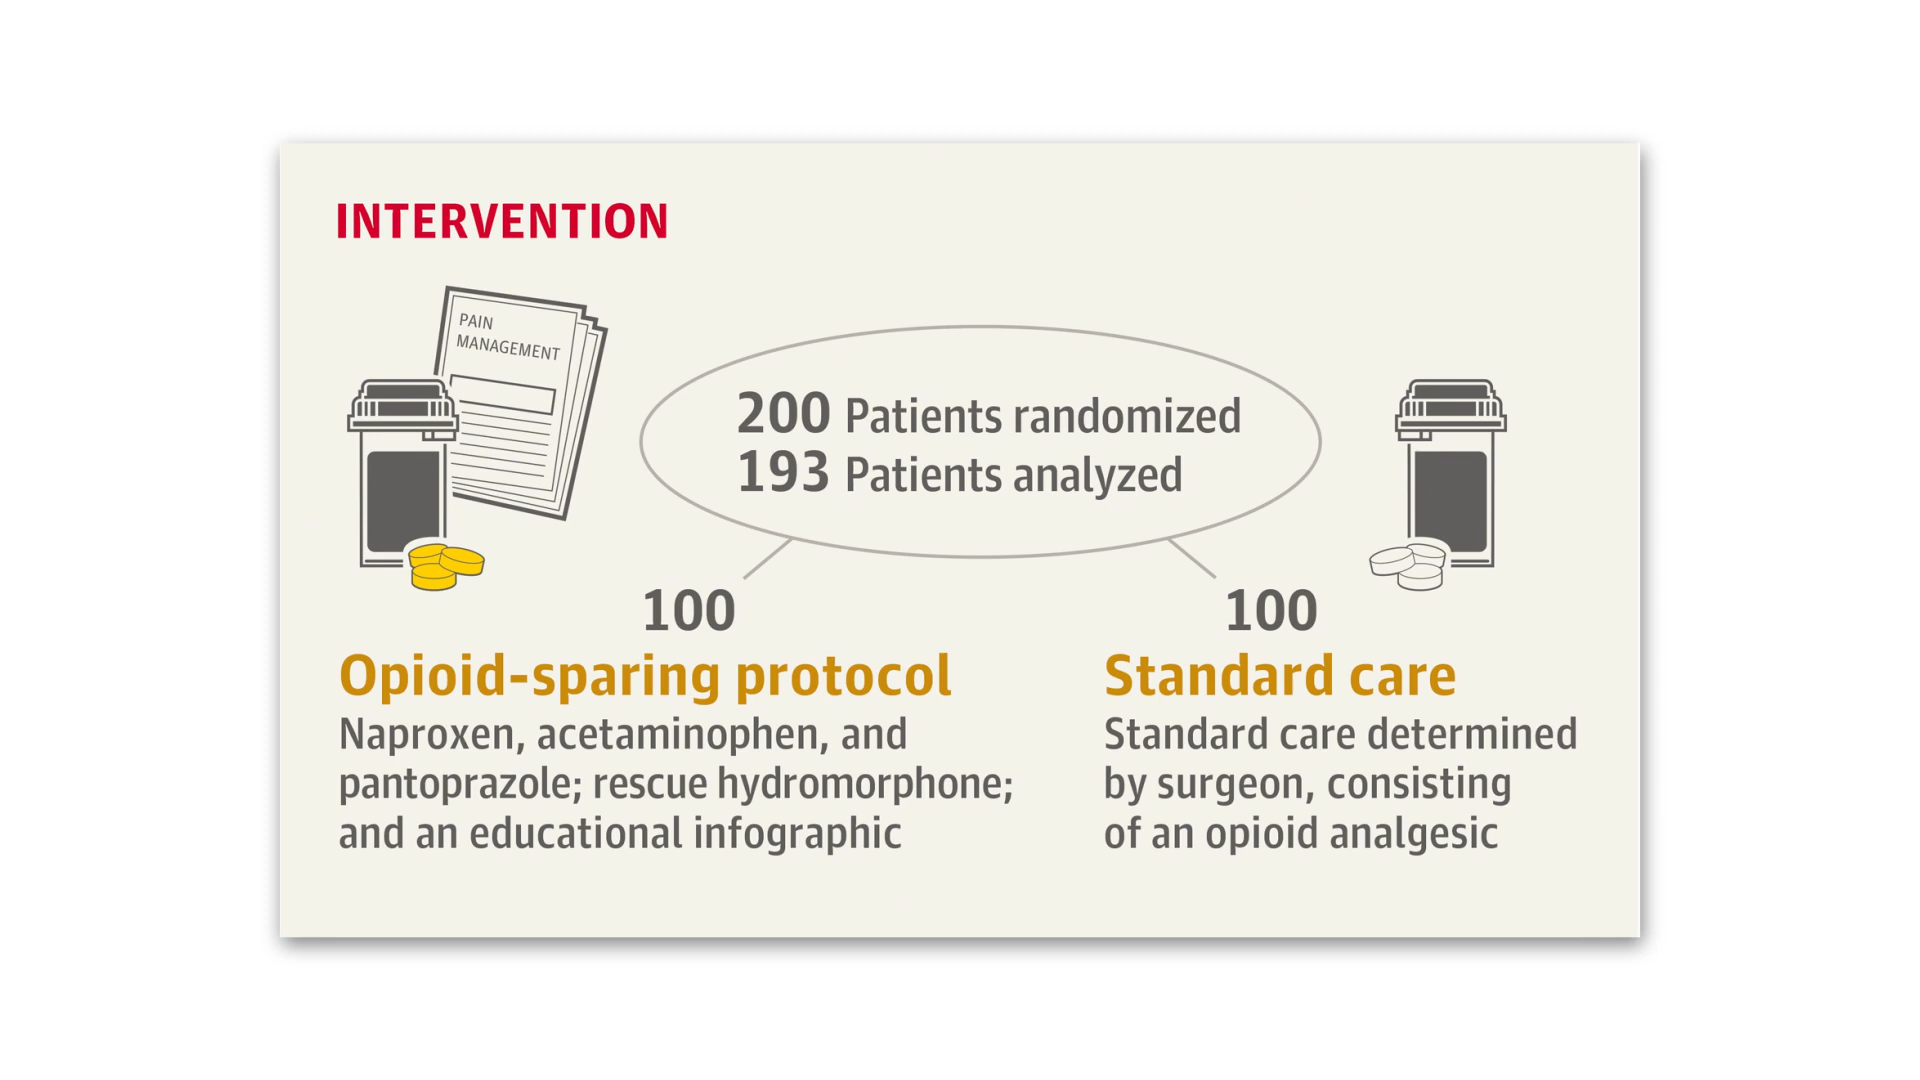 INTERVENTION
PAIN
MANAGEMENT
200 Patients randomized
193 Patients analyzed
100
Opioid-sparing protocol
Naproxen, acetaminophen, and
pantoprazole; rescue hydromorphone;
and an educational infographic
100
Standard care
Standard care determined
by surgeon, consisting
of an opioid analgesic